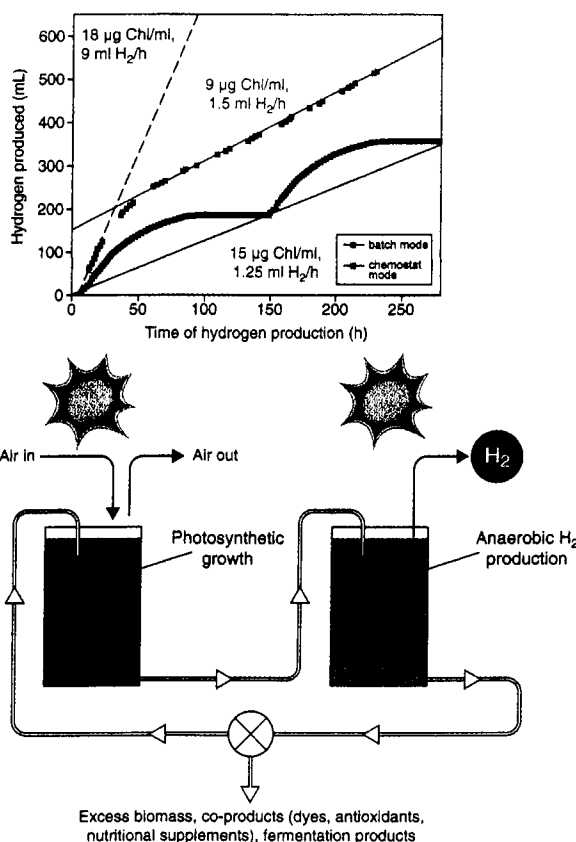 600
500
400
300
200
100
0
Hydrogen produced (mL)
18 µg Chl/ml,
9 ml H₂/h
9 µg Chl/ml,
1.5 ml H₂/h
15 µg Chl/ml,
1.25 ml H₂/h
batch mode
chemostat
mode
0 50 100 150 200 250
Time of hydrogen production (h)
Air in
Air out
H₂
Photosynthetic
growth
Anaerobic H₂
production
Excess biomass, co-products (dyes, antioxidants,
nutritional supplements), fermentation products